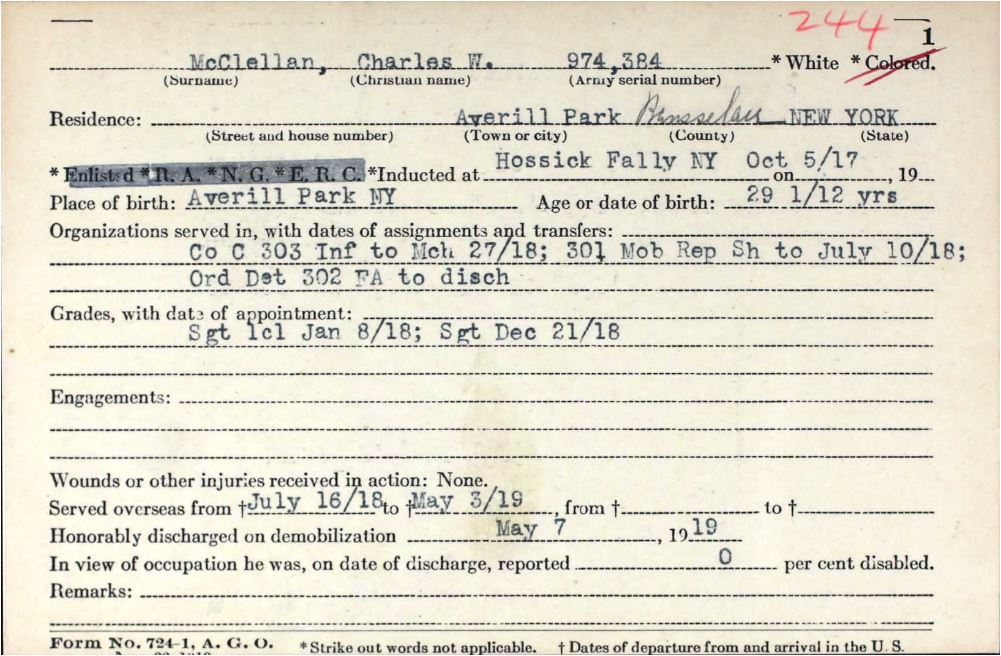 244
1
McClellan, Charles W. 974,384 * White * Colored.
(Surname) (Christian name) (Army serial number)
Residence: Averill Park Rensselaer NEW YORK
(Street and house number) (Town or city) (County) (State)
Hossick Fally NY Oct 5/17
* Enlisted * R. A. * N. G. * E. R. C. *Inducted at on , 19
Place of birth: Averill Park NY Age or date of birth: 29 1/12 yrs
Organizations served in, with dates of assignments and transfers:
Co C 303 Inf to Mch 27/18; 301 Mob Rep Sh to July 10/18;
Ord Det 302 FA to disch
Grades, with date of appointment:
Sgt 1cl Jan 8/18; Sgt Dec 21/18
Engagements:
Wounds or other injuries received in action: None.
Served overseas from † July 16/18 to † May 3/19 , from † to †
Honorably discharged on demobilization May 7 , 1919
In view of occupation he was, on date of discharge, reported 0 per cent disabled.
Remarks:
Form No. 724-1, A. G. O. * Strike out words not applicable. † Dates of departure from and arrival in the U. S.